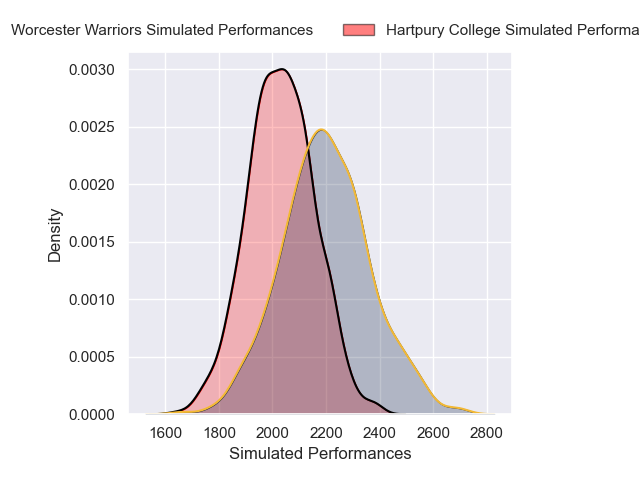 Worcester Warriors Simulated Performances Hartpury College Simulated Performa
0.0030
0.0025
0.0020
0.0015
0.0010
0.0005
0.0000
Density
1600 1800 2000 2200 2400 2600 2800
Simulated Performances